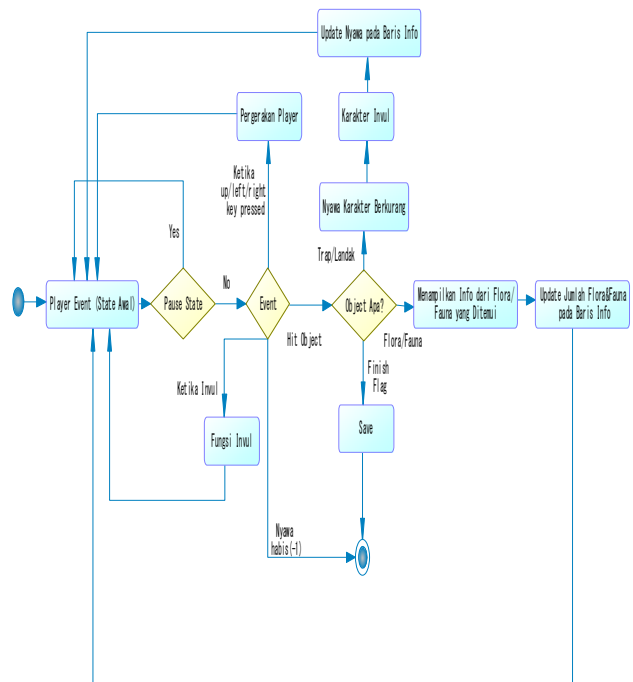 Update Nyawa pada Baris Info
Pergerakan Player
Karakter Invul
Ketika
up/left/right
key pressed
Nyawa Karakter Berkurang
Yes
Trap/Landak
No
Player Event (State Awal)
Pause State
Event
Object Apa?
Menampilkan Info dari Flora/
Fauna yang Ditemui
Update Jumlah Flora&Fauna
pada Baris Info
Hit Object
Flora/Fauna
Finish
Flag
Ketika Invul
Fungsi Invul
Save
Nyawa
habis(-1)